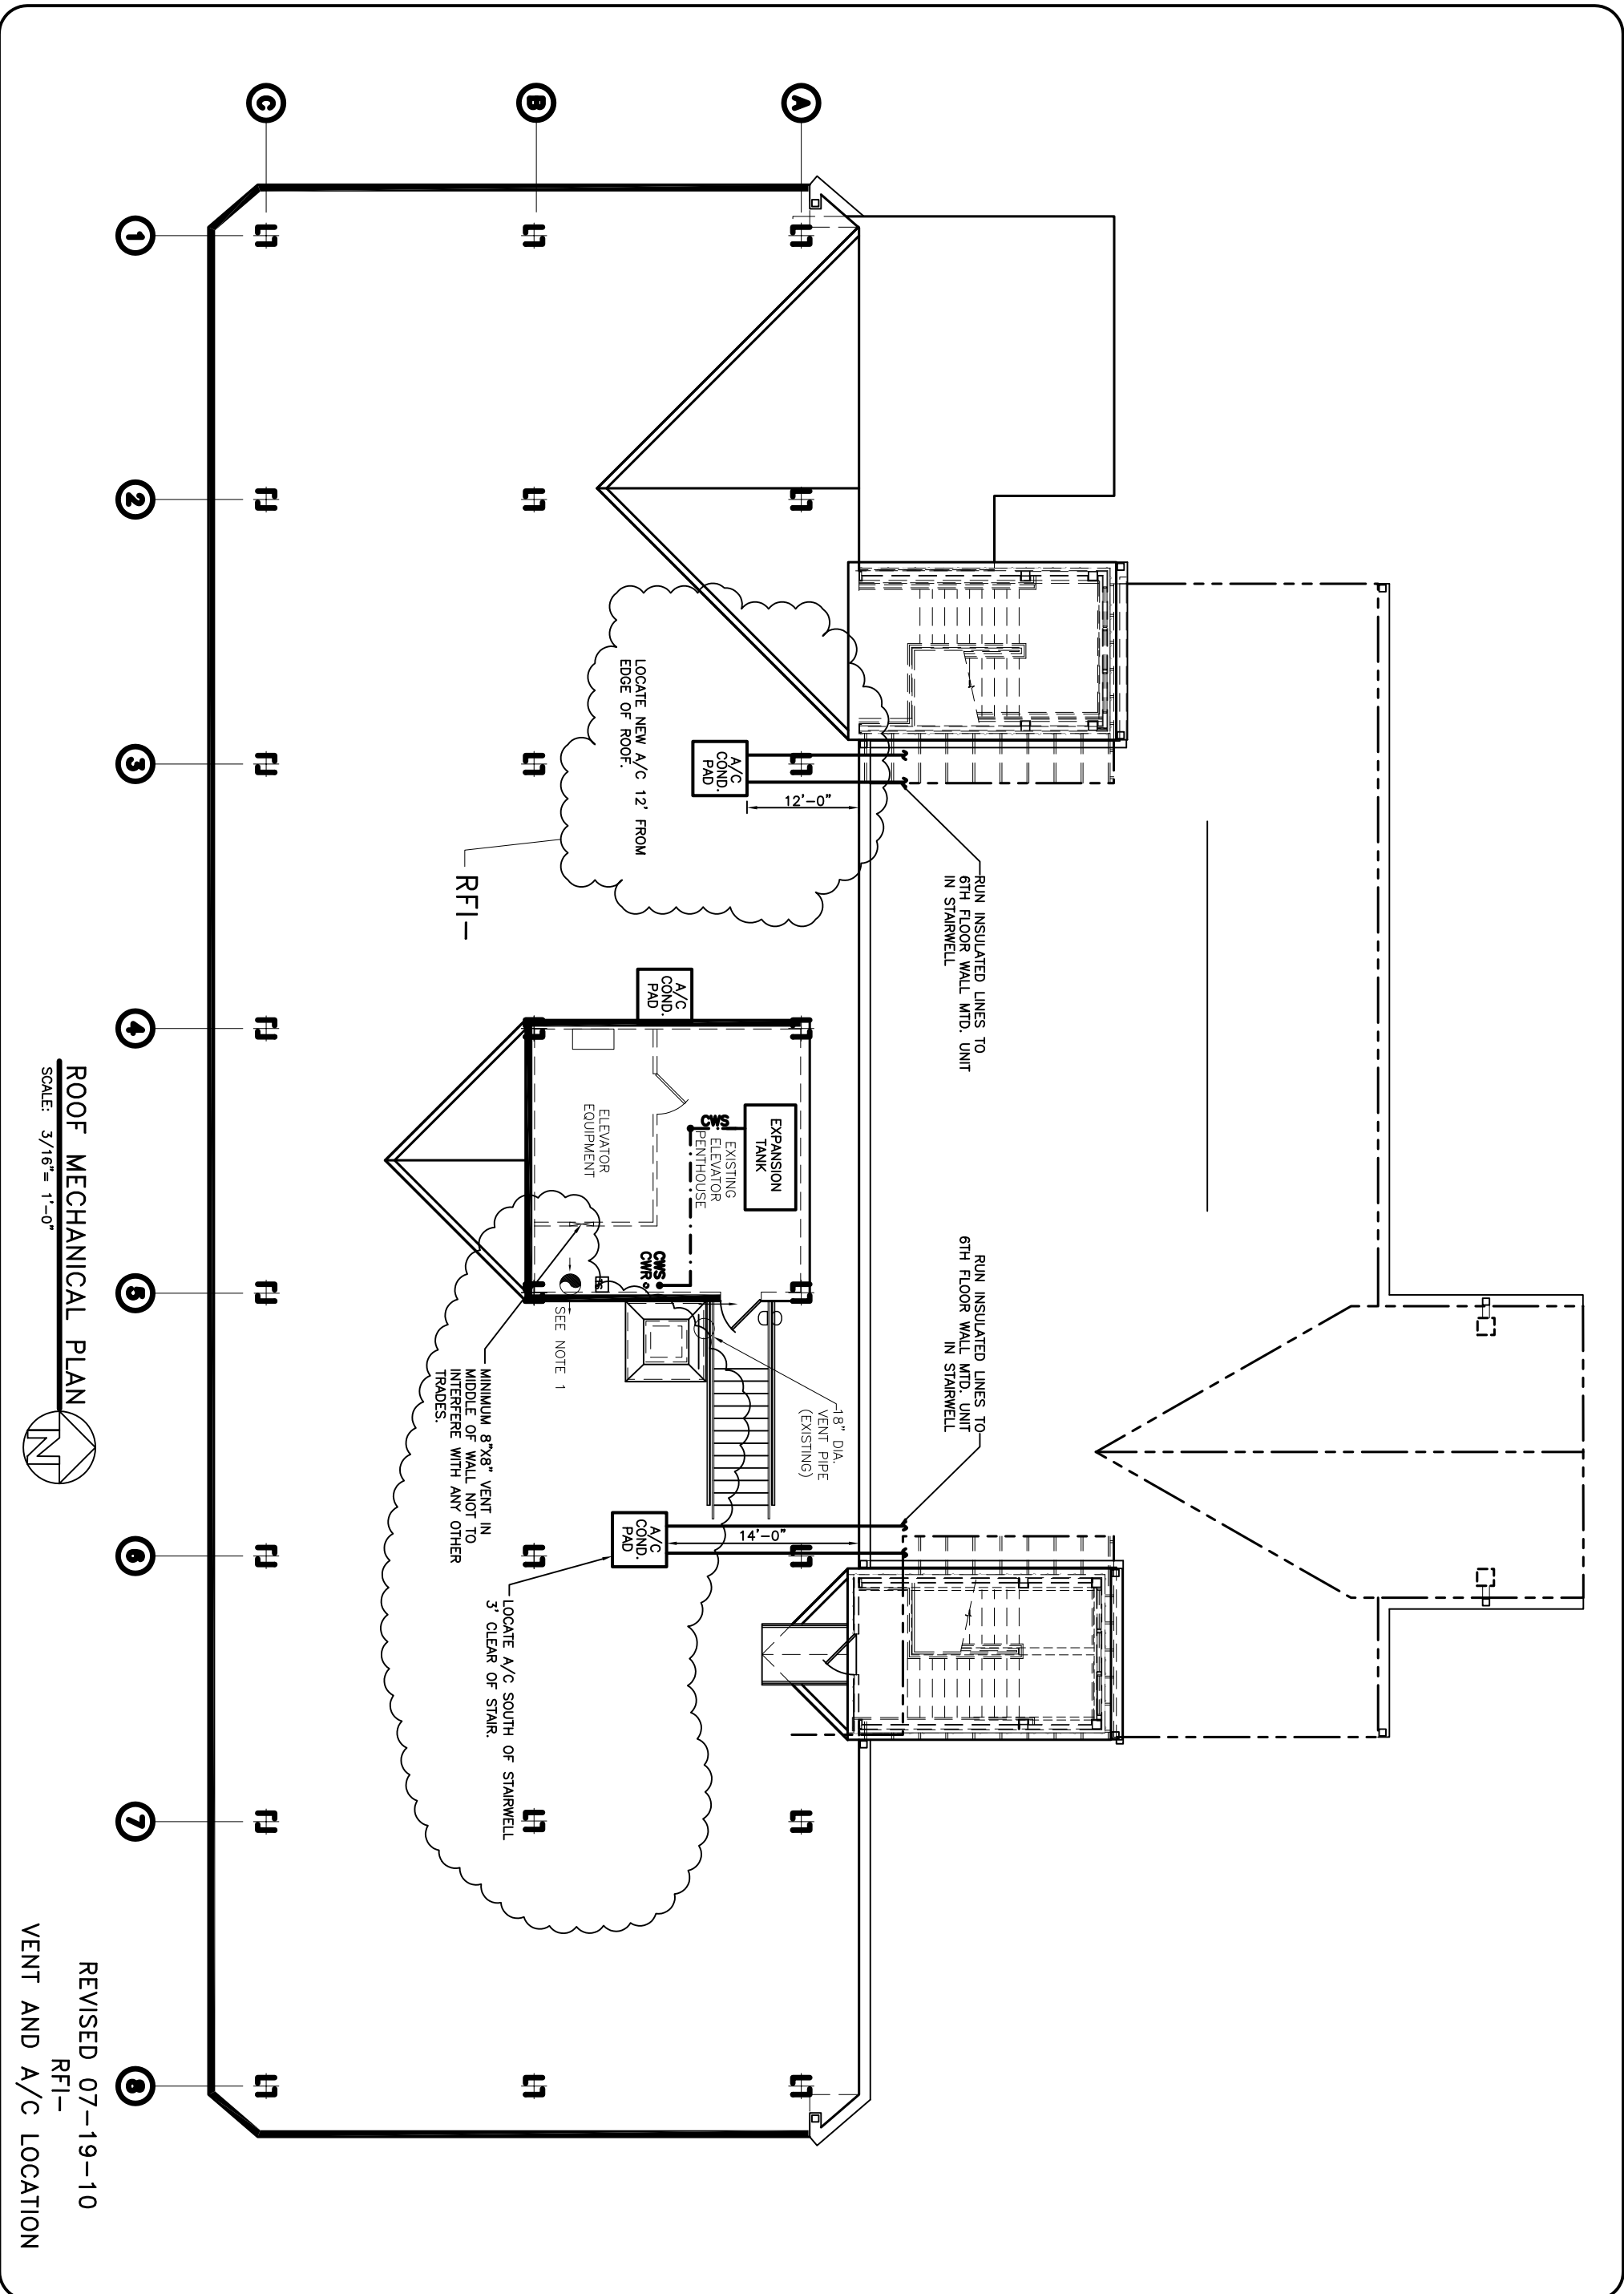 A
B
C
1
2
3
4
5
6
7
8
RUN INSULATED LINES TO
6TH FLOOR WALL MTD. UNIT
IN STAIRWELL
RUN INSULATED LINES TO
6TH FLOOR WALL MTD. UNIT
IN STAIRWELL
12'-0"
A/C
COND.
PAD
LOCATE NEW A/C 12' FROM
EDGE OF ROOF.
RFI-
A/C
COND.
PAD
EXPANSION
TANK
CWS
EXISTING
ELEVATOR
PENTHOUSE
ELEVATOR
EQUIPMENT
CWS
CWR
SEE NOTE 1
18" DIA.
VENT PIPE
(EXISTING)
14'-0"
A/C
COND.
PAD
MINIMUM 8"X8" VENT IN
MIDDLE OF WALL NOT TO
INTERFERE WITH ANY OTHER
TRADES.
LOCATE A/C SOUTH OF STAIRWELL
3' CLEAR OF STAIR.
ROOF MECHANICAL PLAN
SCALE: 3/16"= 1'-0"
N
REVISED 07-19-10
RFI-
VENT AND A/C LOCATION